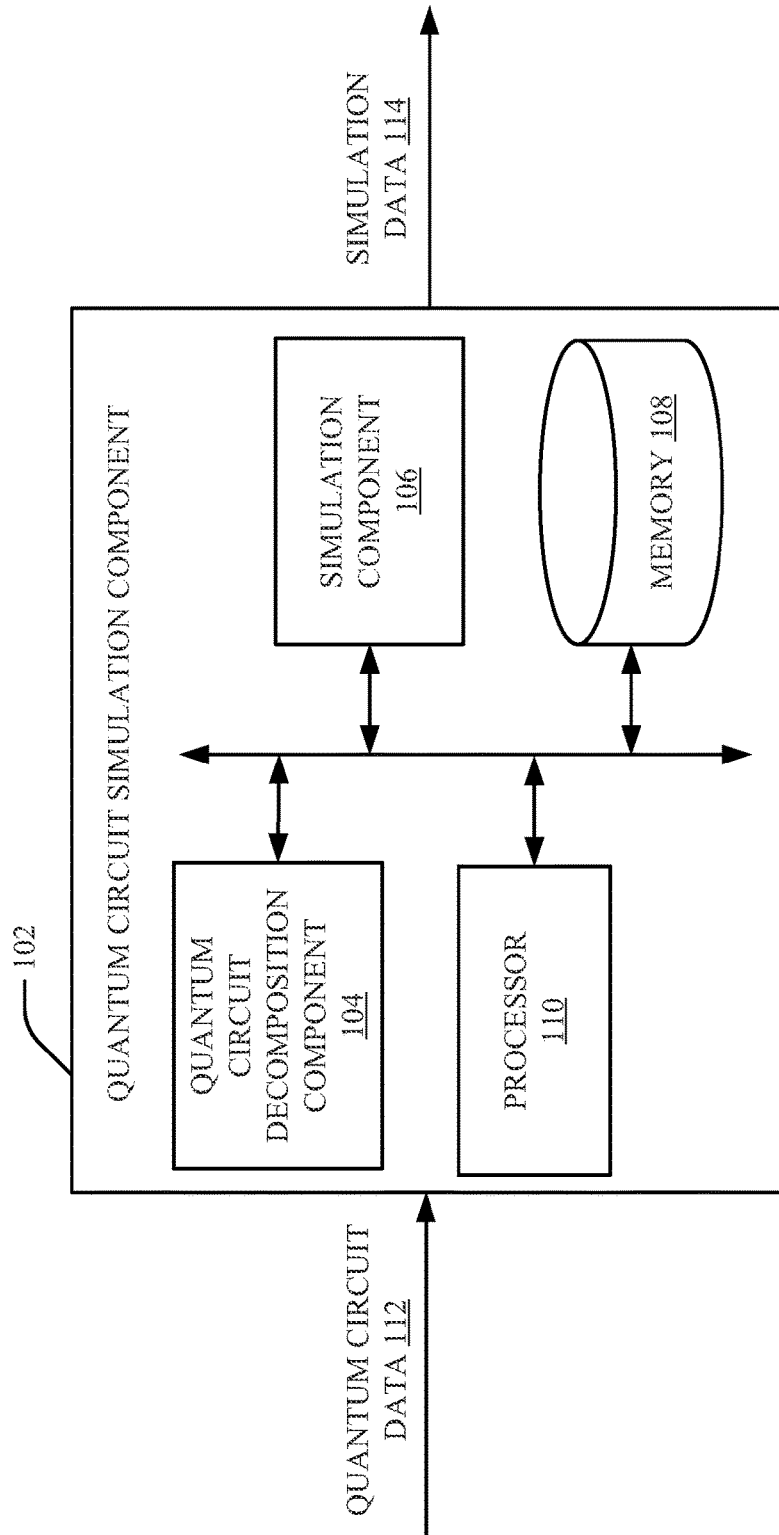 102
QUANTUM CIRCUIT SIMULATION COMPONENT
QUANTUM CIRCUIT
DATA 112
QUANTUM
CIRCUIT
DECOMPOSITION
COMPONENT
104
PROCESSOR
110
SIMULATION
COMPONENT
106
MEMORY 108
SIMULATION
DATA 114